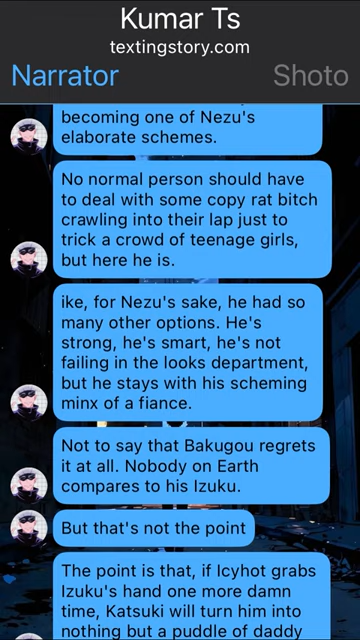 Kumar Ts
textingstory.com
Narrator
Shoto
becoming one of Nezu's
elaborate schemes.
No normal person should have
to deal with some copy rat bitch
crawling into their lap just to
trick a crowd of teenage girls,
but here he is.
ike, for Nezu's sake, he had so
many other options. He's
strong, he's smart, he's not
failing in the looks department,
but he stays with his scheming
minx of a fiance.
Not to say that Bakugou regrets
it at all. Nobody on Earth
compares to his Izuku.
But that's not the point
The point is that, if Icyhot grabs
Izuku's hand one more damn
time, Katsuki will turn him into
nothing but a puddle of daddy